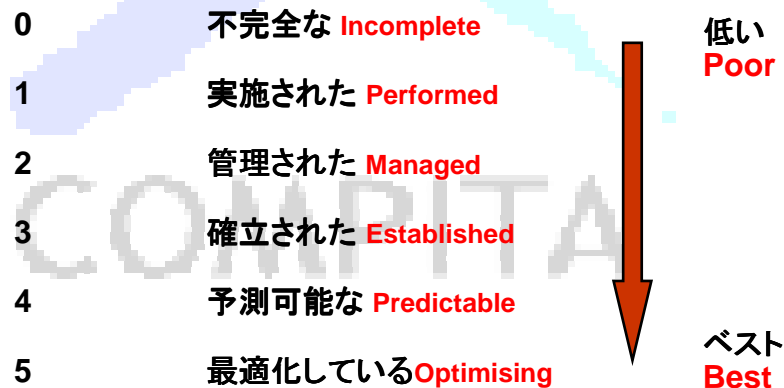 0 不完全な Incomplete
低い
Poor
1 実施された Performed
2 管理された Managed
COMPITA
3 確立された Established
4 予測可能な Predictable
ベスト
Best
5 最適化しているOptimising